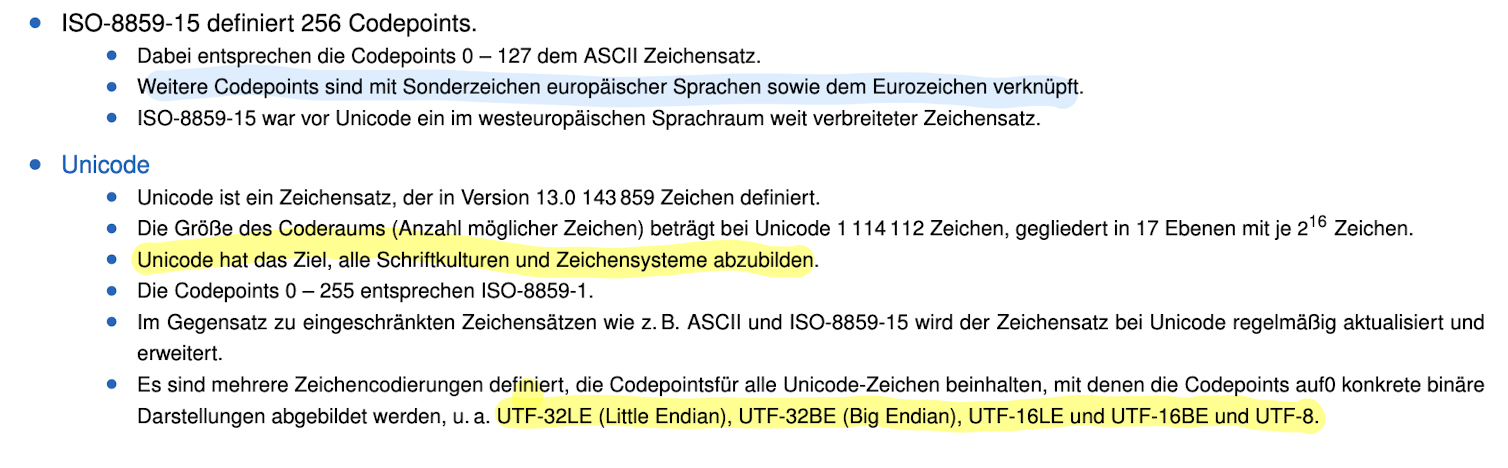 • ISO-8859-15 definiert 256 Codepoints.
• Dabei entsprechen die Codepoints 0 – 127 dem ASCII Zeichensatz.
• Weitere Codepoints sind mit Sonderzeichen europäischer Sprachen sowie dem Eurozeichen verknüpft.
• ISO-8859-15 war vor Unicode ein im westeuropäischen Sprachraum weit verbreiteter Zeichensatz.
• Unicode
• Unicode ist ein Zeichensatz, der in Version 13.0 143 859 Zeichen definiert.
• Die Größe des Coderaums (Anzahl möglicher Zeichen) beträgt bei Unicode 1 114 112 Zeichen, gegliedert in 17 Ebenen mit je 2¹⁶ Zeichen.
• Unicode hat das Ziel, alle Schriftkulturen und Zeichensysteme abzubilden.
• Die Codepoints 0 – 255 entsprechen ISO-8859-1.
• Im Gegensatz zu eingeschränkten Zeichensätzen wie z. B. ASCII und ISO-8859-15 wird der Zeichensatz bei Unicode regelmäßig aktualisiert und
erweitert.
• Es sind mehrere Zeichencodierungen definiert, die Codepointsfür alle Unicode-Zeichen beinhalten, mit denen die Codepoints auf0 konkrete binäre
Darstellungen abgebildet werden, u. a. UTF-32LE (Little Endian), UTF-32BE (Big Endian), UTF-16LE und UTF-16BE und UTF-8.